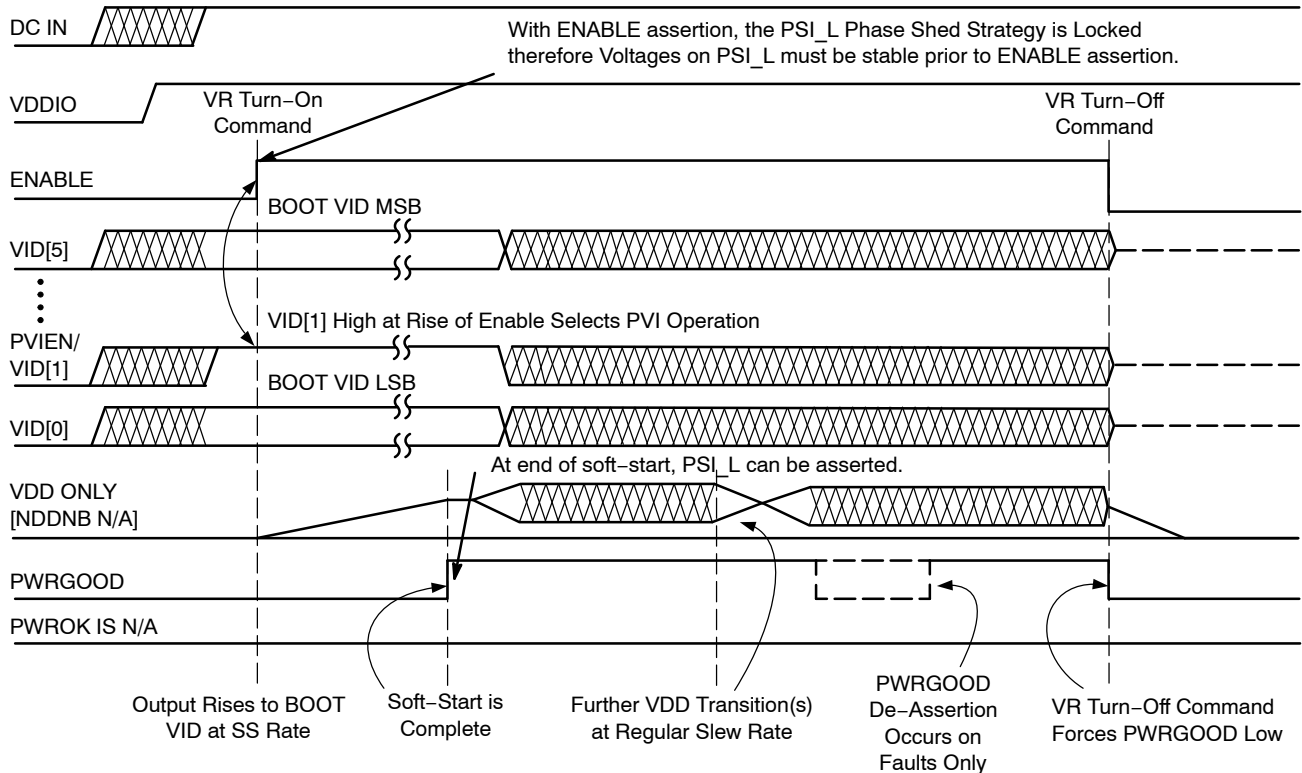 DC IN
With ENABLE assertion, the PSI_L Phase Shed Strategy is Locked
therefore Voltages on PSI_L must be stable prior to ENABLE assertion.
VDDIO
VR Turn−On
Command
VR Turn−Off
Command
ENABLE
BOOT VID MSB
VID[5]
VID[1] High at Rise of Enable Selects PVI Operation
PVIEN/
VID[1]
BOOT VID LSB
VID[0]
At end of soft−start, PSI_L can be asserted.
VDD ONLY
[NDDNB N/A]
PWRGOOD
PWROK IS N/A
Output Rises to BOOT
VID at SS Rate
Soft−Start is
Complete
Further VDD Transition(s)
at Regular Slew Rate
PWRGOOD
De−Assertion
Occurs on
Faults Only
VR Turn−Off Command
Forces PWRGOOD Low